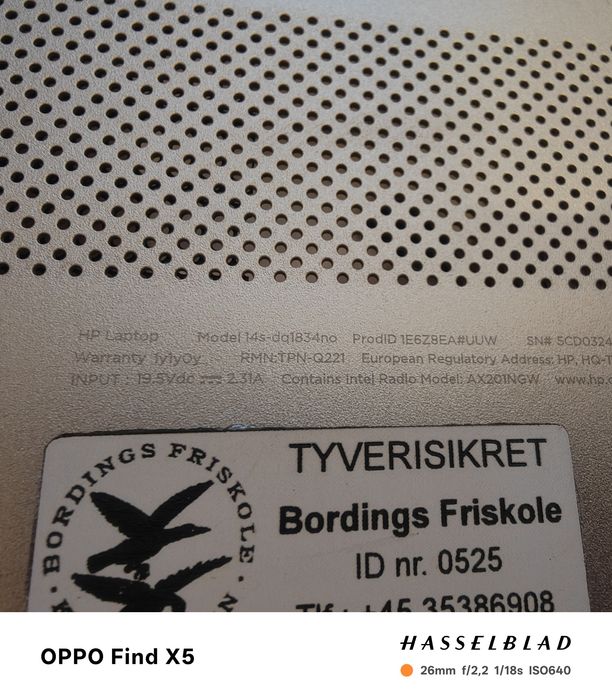 HP Laptop Model 14s-dq1834no ProdID 1E6Z8EA#UUW SN# 5CD0324
Warranty 1y1y0y RMN:TPN-Q221 European Regulatory Address: HP, HQ-T
INPUT : 19.5Vdc 2.31A Contains Intel Radio Model: AX201NGW www.hp.
BORDINGS FRISKOLE
TYVERISIKRET
Bordings Friskole
ID nr. 0525
Tlf.: +45 35386908
OPPO Find X5
HASSELBLAD
26mm f/2,2 1/18s ISO640